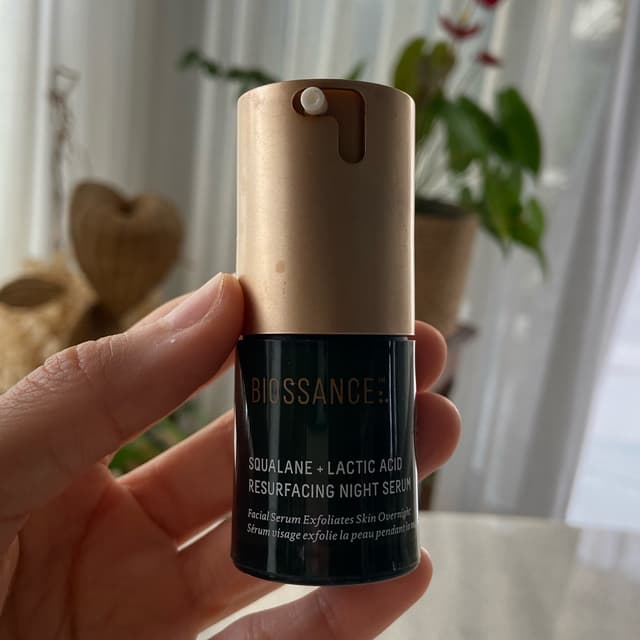 BIOSSANCE
SQUALANE + LACTIC ACID
RESURFACING NIGHT SERUM
Facial Serum Exfoliates Skin Overnight
Sérum visage exfolie la peau pendant la